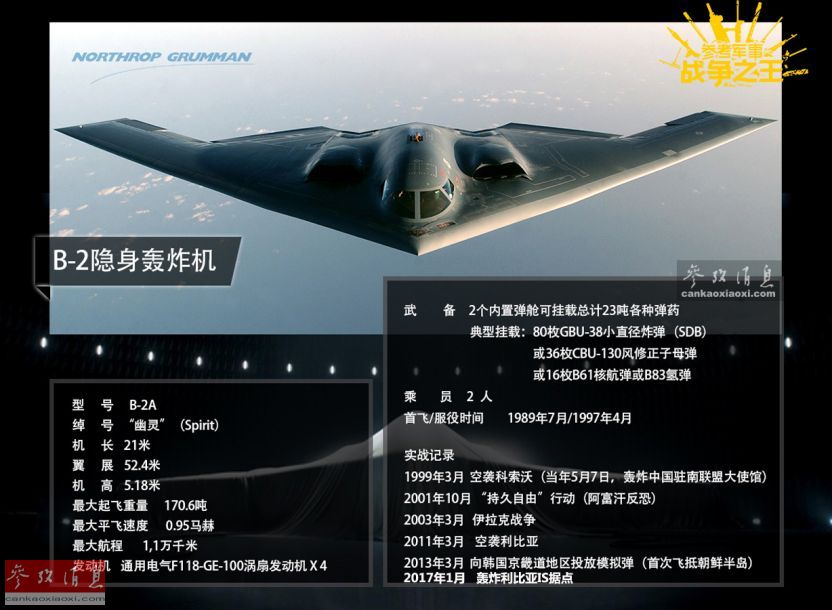 NORTHROP GRUMMAN
参考军事
战争之王
B-2隐身轰炸机
参考消息
cankaoxiaoxi.com
武 备 2个内置弹舱可挂载总计23吨各种弹药
典型挂载：80枚GBU-38小直径炸弹（SDB）
或36枚CBU-130风修正子母弹
或16枚B61核航弹或B83氢弹
乘 员 2 人
首飞/服役时间 1989年7月/1997年4月
实战记录
1999年3月 空袭科索沃（当年5月7日，轰炸中国驻南联盟大使馆）
2001年10月 “持久自由”行动（阿富汗反恐）
2003年3月 伊拉克战争
2011年3月 空袭利比亚
2013年3月 向韩国京畿道地区投放模拟弹（首次飞抵朝鲜半岛）
2017年1月 轰炸利比亚IS据点
型 号 B-2A
绰 号 “幽灵”（Spirit）
机 长 21米
翼 展 52.4米
机 高 5.18米
最大起飞重量 170.6吨
最大平飞速度 0.95马赫
最大航程 1,1万千米
发动机 通用电气F118-GE-100涡扇发动机 X 4
参考消息
cankaoxiaoxi.com